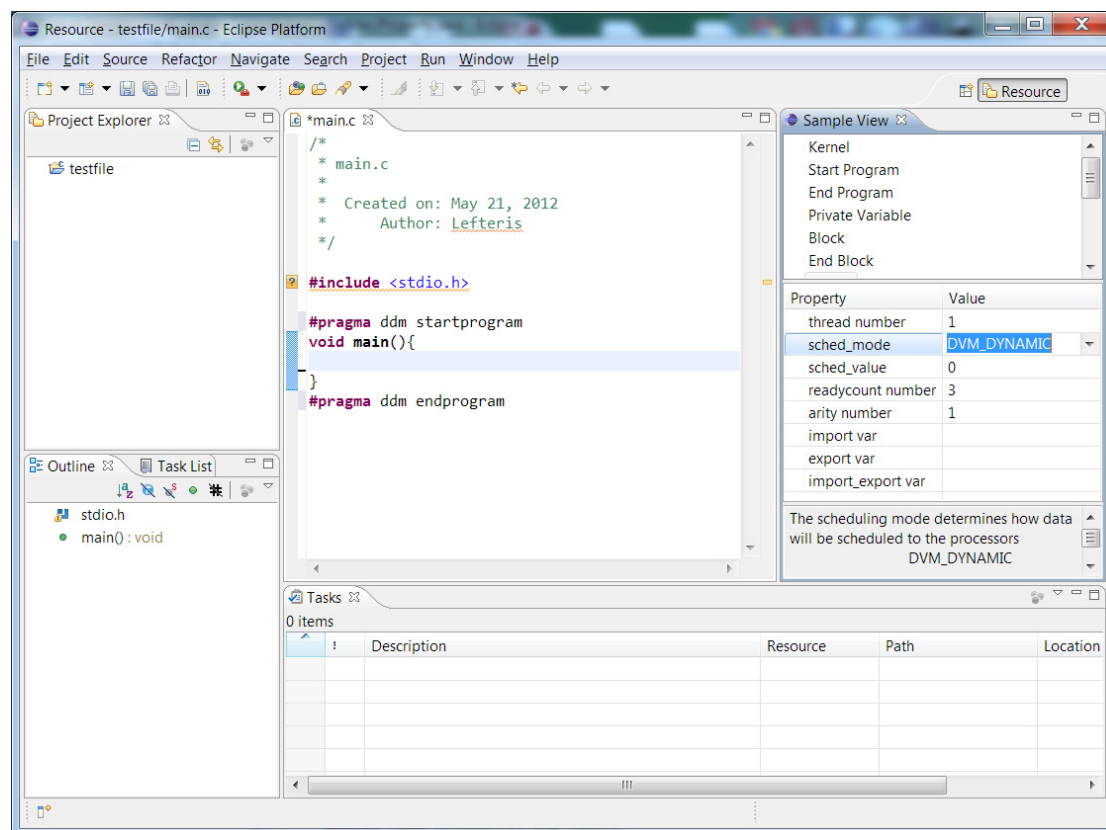 Resource - testfile/main.c - Eclipse Platform
File Edit Source Refactor Navigate Search Project Run Window Help
Resource
Project Explorer
testfile
*main.c
/*
* main.c
*
* Created on: May 21, 2012
* Author: Lefteris
*/
#include <stdio.h>
#pragma ddm startprogram
void main(){
}
#pragma ddm endprogram
Sample View
Kernel
Start Program
End Program
Private Variable
Block
End Block
Property Value
thread number 1
sched_mode DVM_DYNAMIC
sched_value 0
readycount number 3
arity number 1
import var
export var
import_export var
The scheduling mode determines how data
will be scheduled to the processors
DVM_DYNAMIC
Outline Task List
stdio.h
main() : void
Tasks
0 items
! Description Resource Path Location